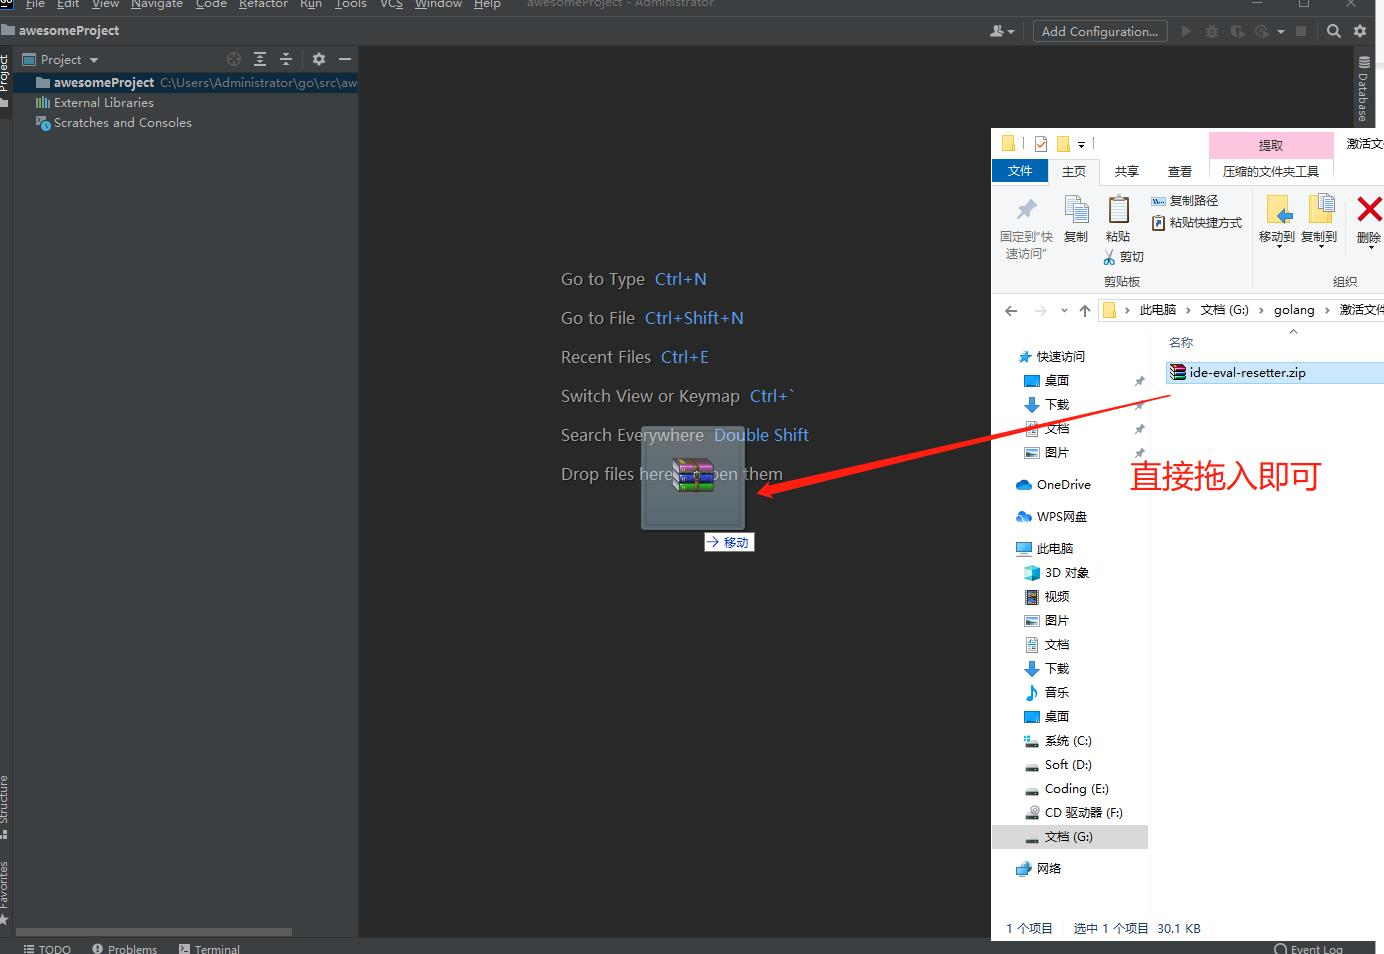 File Edit View Navigate Code Refactor Run Tools VCS Window Help awesomeProject - Administrator
awesomeProject
Add Configuration...
Project
awesomeProject C:\Users\Administrator\go\src\aw
External Libraries
Scratches and Consoles
Project
Structure
Favorites
Database
Go to Type Ctrl+N
Go to File Ctrl+Shift+N
Recent Files Ctrl+E
Switch View or Keymap Ctrl+`
Search Everywhere Double Shift
Drop files here to open them
移动
提取
激活文
文件 主页 共享 查看 压缩的文件夹工具
固定到"快
速访问"
复制
粘贴
复制路径
粘贴快捷方式
剪切
移动到
复制到
删除
剪贴板
组织
此电脑 文档 (G:) golang 激活文件
名称
ide-eval-resetter.zip
快速访问
桌面
下载
文档
图片
OneDrive
WPS网盘
此电脑
3D 对象
视频
图片
文档
下载
音乐
桌面
系统 (C:)
Soft (D:)
Coding (E:)
CD 驱动器 (F:)
文档 (G:)
网络
直接拖入即可
1 个项目 选中 1 个项目 30.1 KB
TODO Problems Terminal Event Log